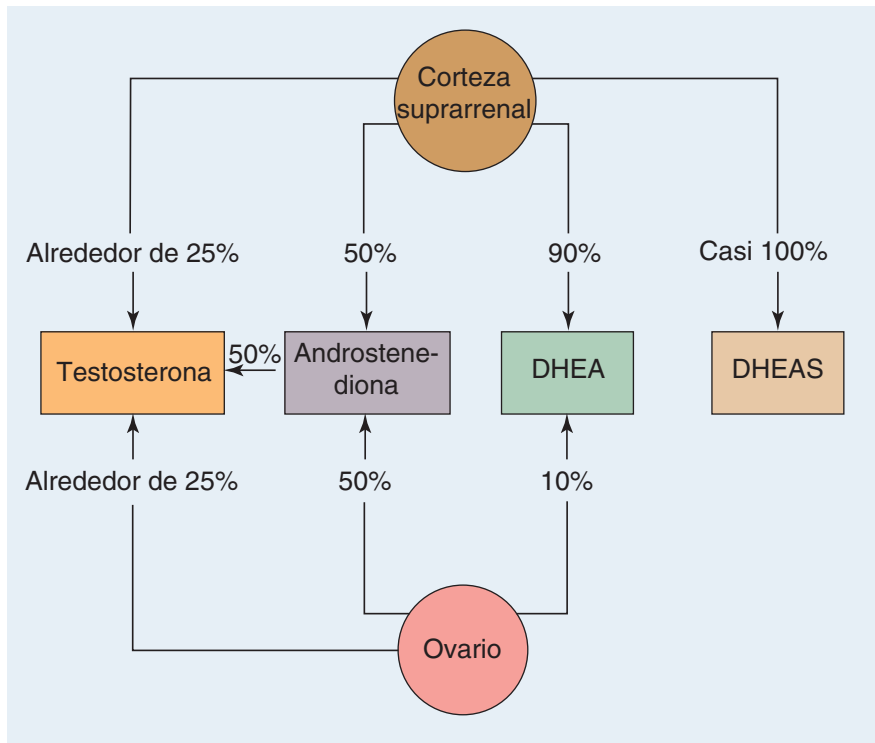 Corteza
suprarrenal
Alrededor de 25%
50%
90%
Casi 100%
Testosterona
50%
Androstene-
diona
DHEA
DHEAS
Alrededor de 25%
50%
10%
Ovario